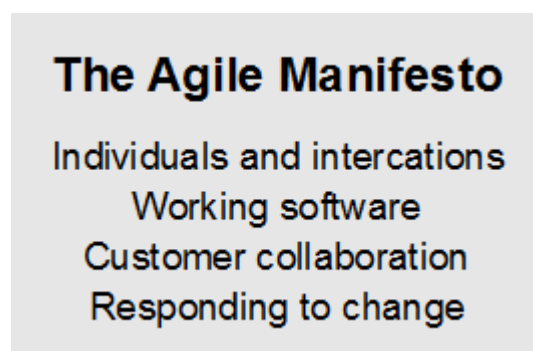 The Agile Manifesto
Individuals and intercations
Working software
Customer collaboration
Responding to change